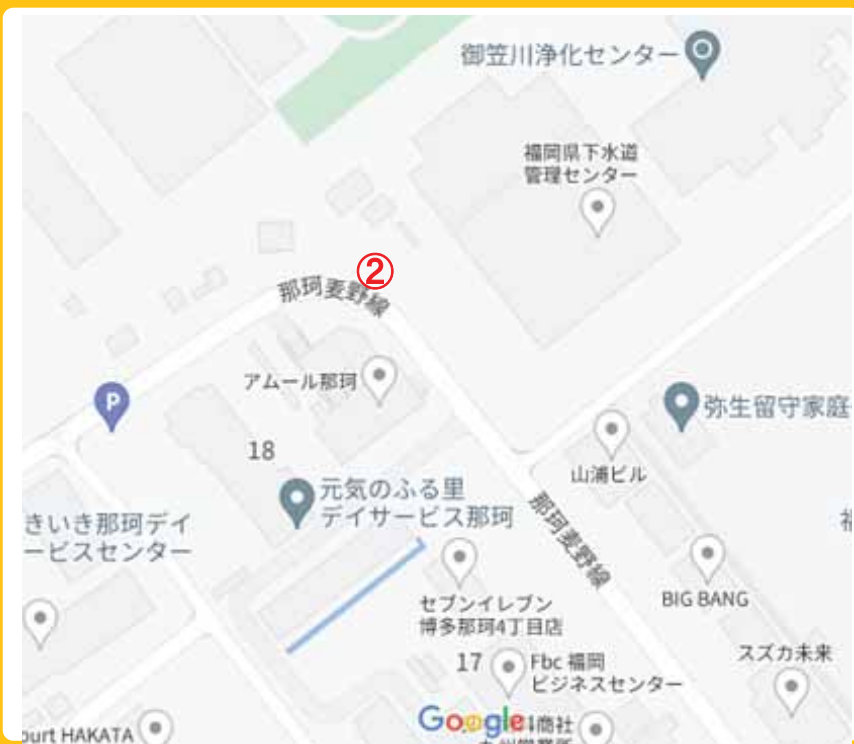 御笠川浄化センター
福岡県下水道
管理センター
②
那珂麦野線
アムール那珂
P
弥生留守家庭
18
山浦ビル
元気のふる里
デイサービス那珂
きいき那珂デイ
ービスセンター
那珂麦野線
BIG BANG
セブンイレブン
博多那珂4丁目店
スズカ未来
17
Fbc 福岡
ビジネスセンター
Google
商社
ourt HAKATA